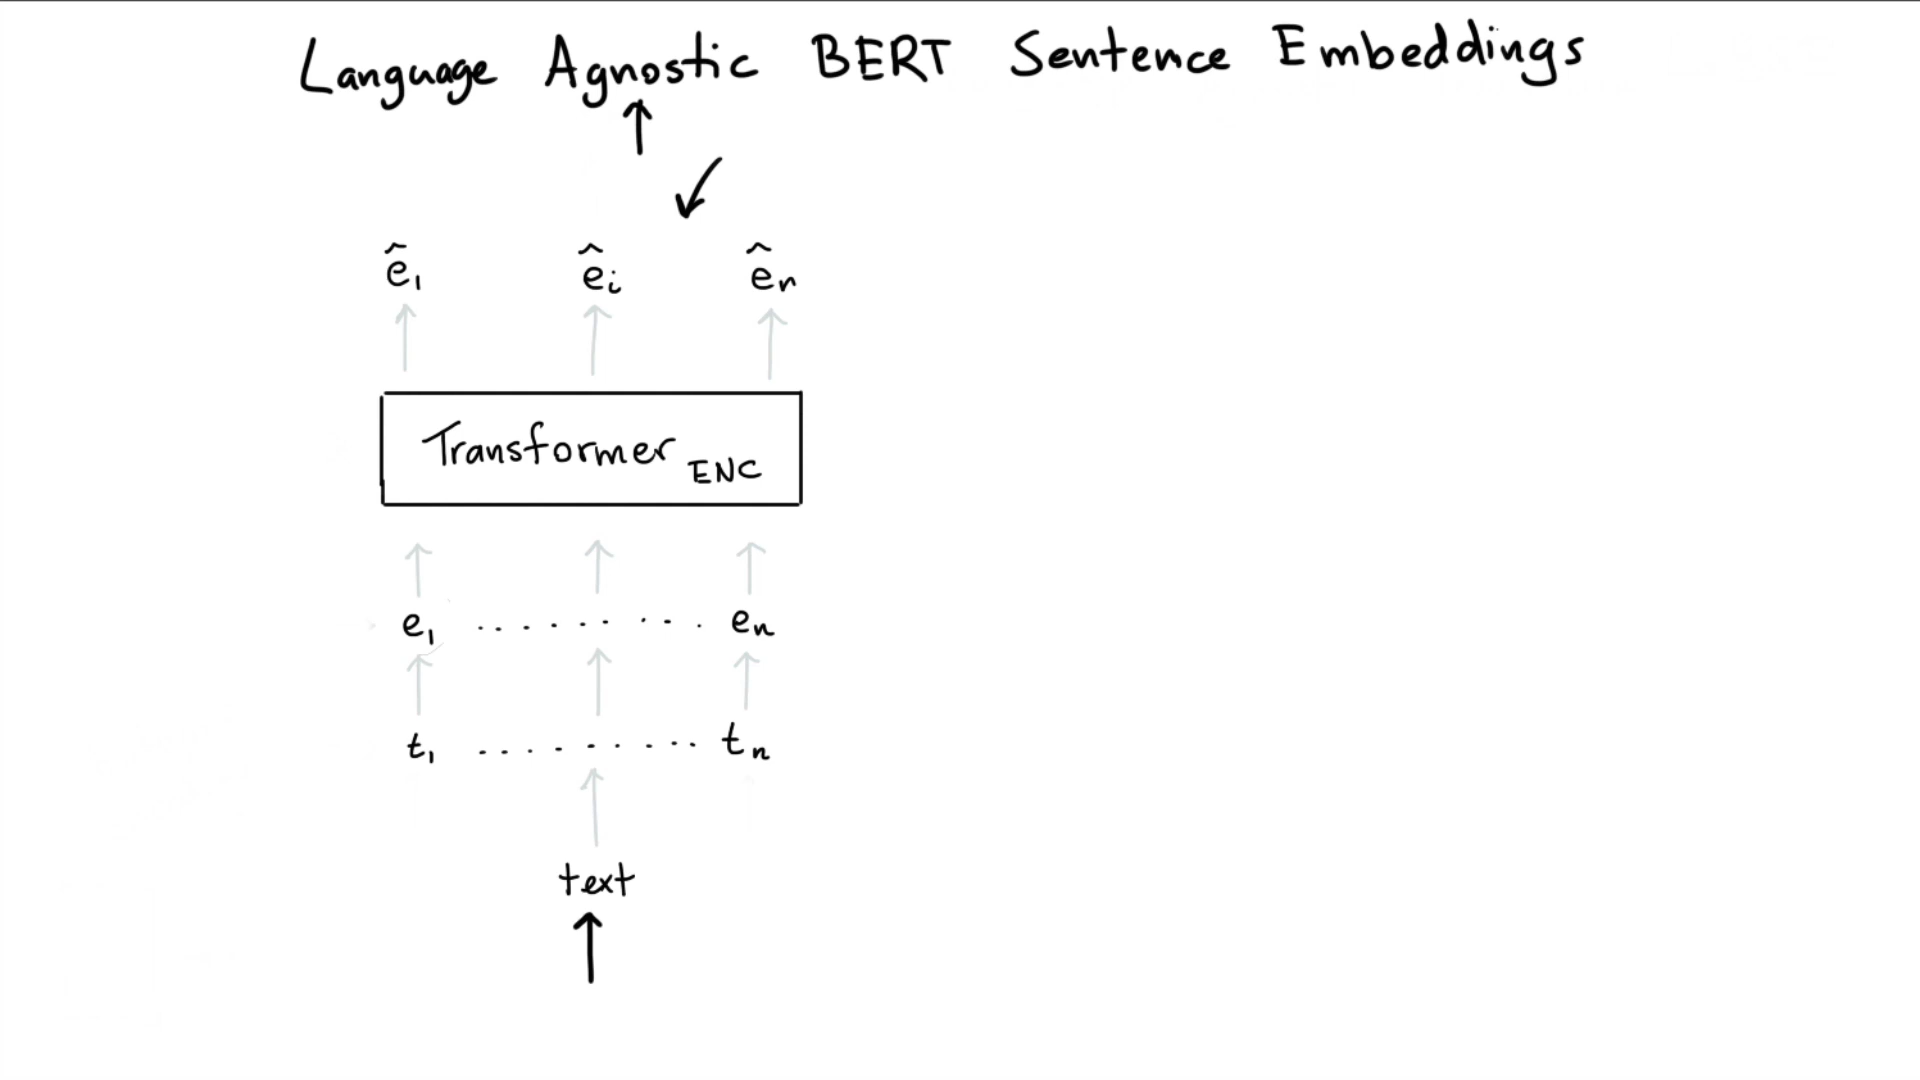 Language Agnostic BERT Sentence Embeddings
ê₁ êᵢ êₙ
Transformer ENC
e₁ ......... eₙ
t₁ ......... tₙ
text